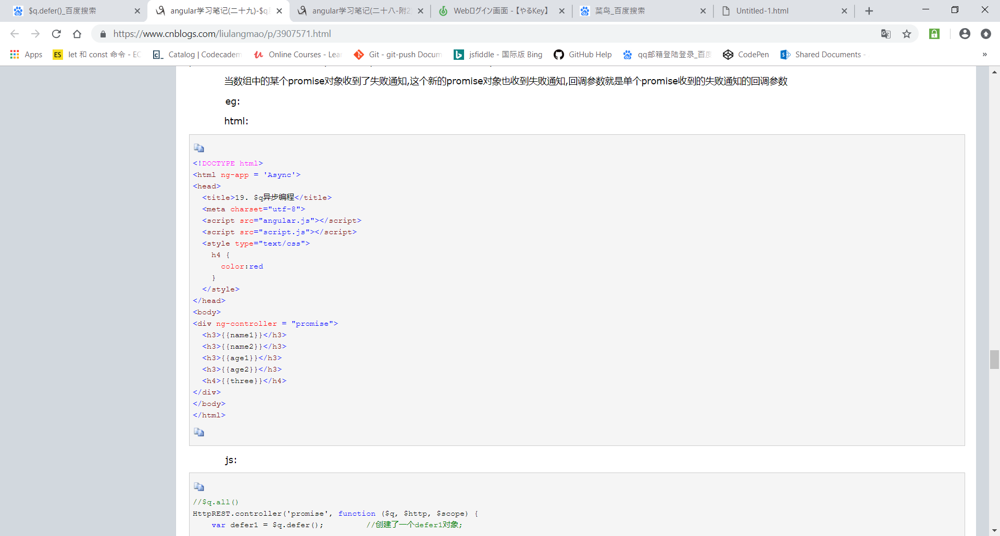 $q.defer()_百度搜索
angular学习笔记(二十九)-$q
angular学习笔记(二十八-附2
Webログイン画面 - 【やるKey】
菜鸟_百度搜索
Untitled-1.html
https://www.cnblogs.com/liulangmao/p/3907571.html
Apps
ES
let 和 const 命令 - EC
Catalog | Codecadem
Online Courses - Lea
Git - git-push Docum
jsfiddle - 国际版 Bing
GitHub Help
qq邮箱登陆登录_百度
CodePen
Shared Documents -
»
当数组中的某个promise对象收到了失败通知,这个新的promise对象也收到失败通知,回调参数就是单个promise收到的失败通知的回调参数
eg:
html:
<!DOCTYPE html>
<html ng-app = 'Async'>
<head>
<title>19. $q异步编程</title>
<meta charset="utf-8">
<script src="angular.js"></script>
<script src="script.js"></script>
<style type="text/css">
h4 {
color:red
}
</style>
</head>
<body>
<div ng-controller = "promise">
<h3>{{name1}}</h3>
<h3>{{name2}}</h3>
<h3>{{age1}}</h3>
<h3>{{age2}}</h3>
<h4>{{three}}</h4>
</div>
</body>
</html>
js:
//$q.all()
HttpREST.controller('promise', function ($q, $http, $scope) {
var defer1 = $q.defer(); //创建了一个defer1对象;